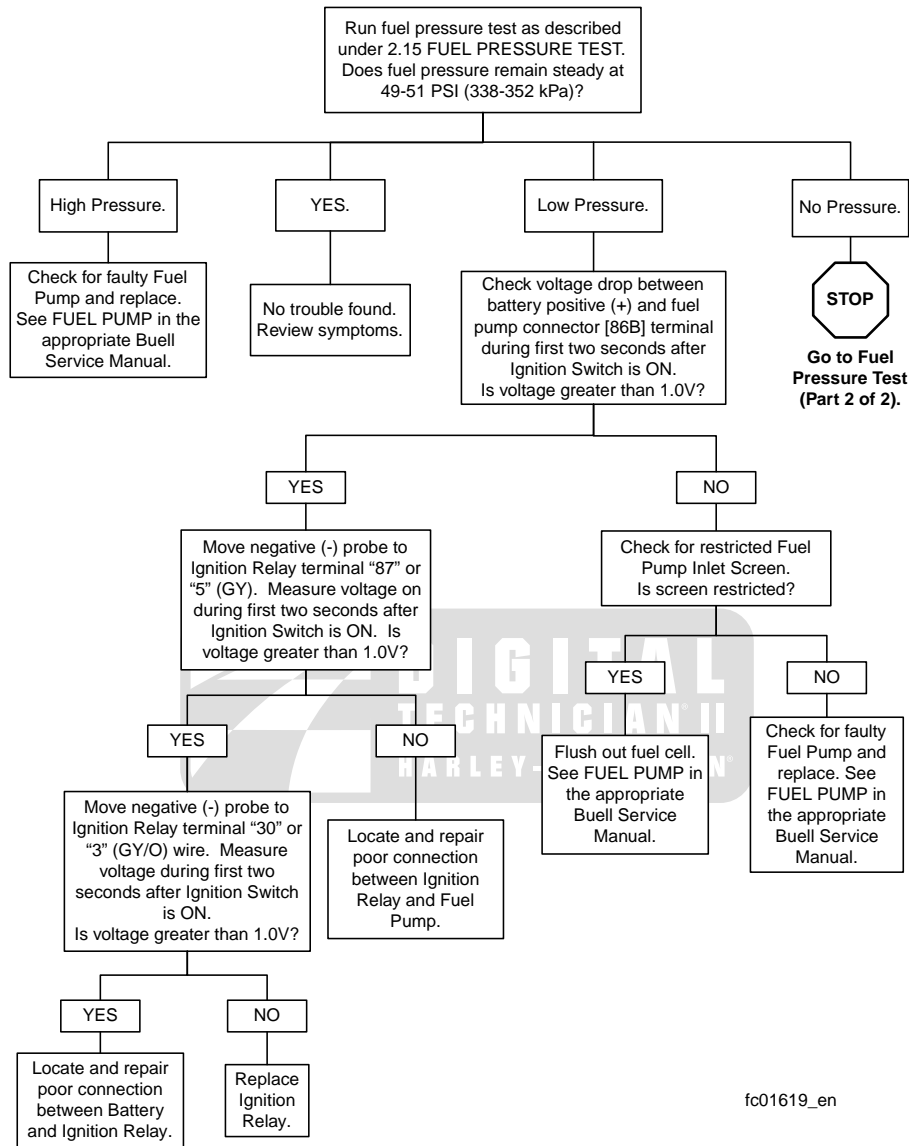 Run fuel pressure test as described
under 2.15 FUEL PRESSURE TEST.
Does fuel pressure remain steady at
49-51 PSI (338-352 kPa)?
High Pressure.
YES.
Low Pressure.
No Pressure.
Check for faulty Fuel
Pump and replace.
See FUEL PUMP in the
appropriate Buell
Service Manual.
No trouble found.
Review symptoms.
Check voltage drop between
battery positive (+) and fuel
pump connector [86B] terminal
during first two seconds after
Ignition Switch is ON.
Is voltage greater than 1.0V?
STOP
Go to Fuel
Pressure Test
(Part 2 of 2).
YES
NO
Move negative (-) probe to
Ignition Relay terminal “87” or
“5” (GY). Measure voltage on
during first two seconds after
Ignition Switch is ON. Is
voltage greater than 1.0V?
Check for restricted Fuel
Pump Inlet Screen.
Is screen restricted?
DIGITAL
TECHNICIAN II
YES
NO
YES
NO
Move negative (-) probe to
Ignition Relay terminal “30” or
“3” (GY/O) wire. Measure
voltage during first two
seconds after Ignition Switch
is ON.
Is voltage greater than 1.0V?
Locate and repair
poor connection
between Ignition
Relay and Fuel
Pump.
Flush out fuel cell.
See FUEL PUMP in
the appropriate
Buell Service
Manual.
Check for faulty
Fuel Pump and
replace. See
FUEL PUMP in
the appropriate
Buell Service
Manual.
YES
NO
Locate and repair
poor connection
between Battery
and Ignition Relay.
Replace
Ignition
Relay.
fc01619_en